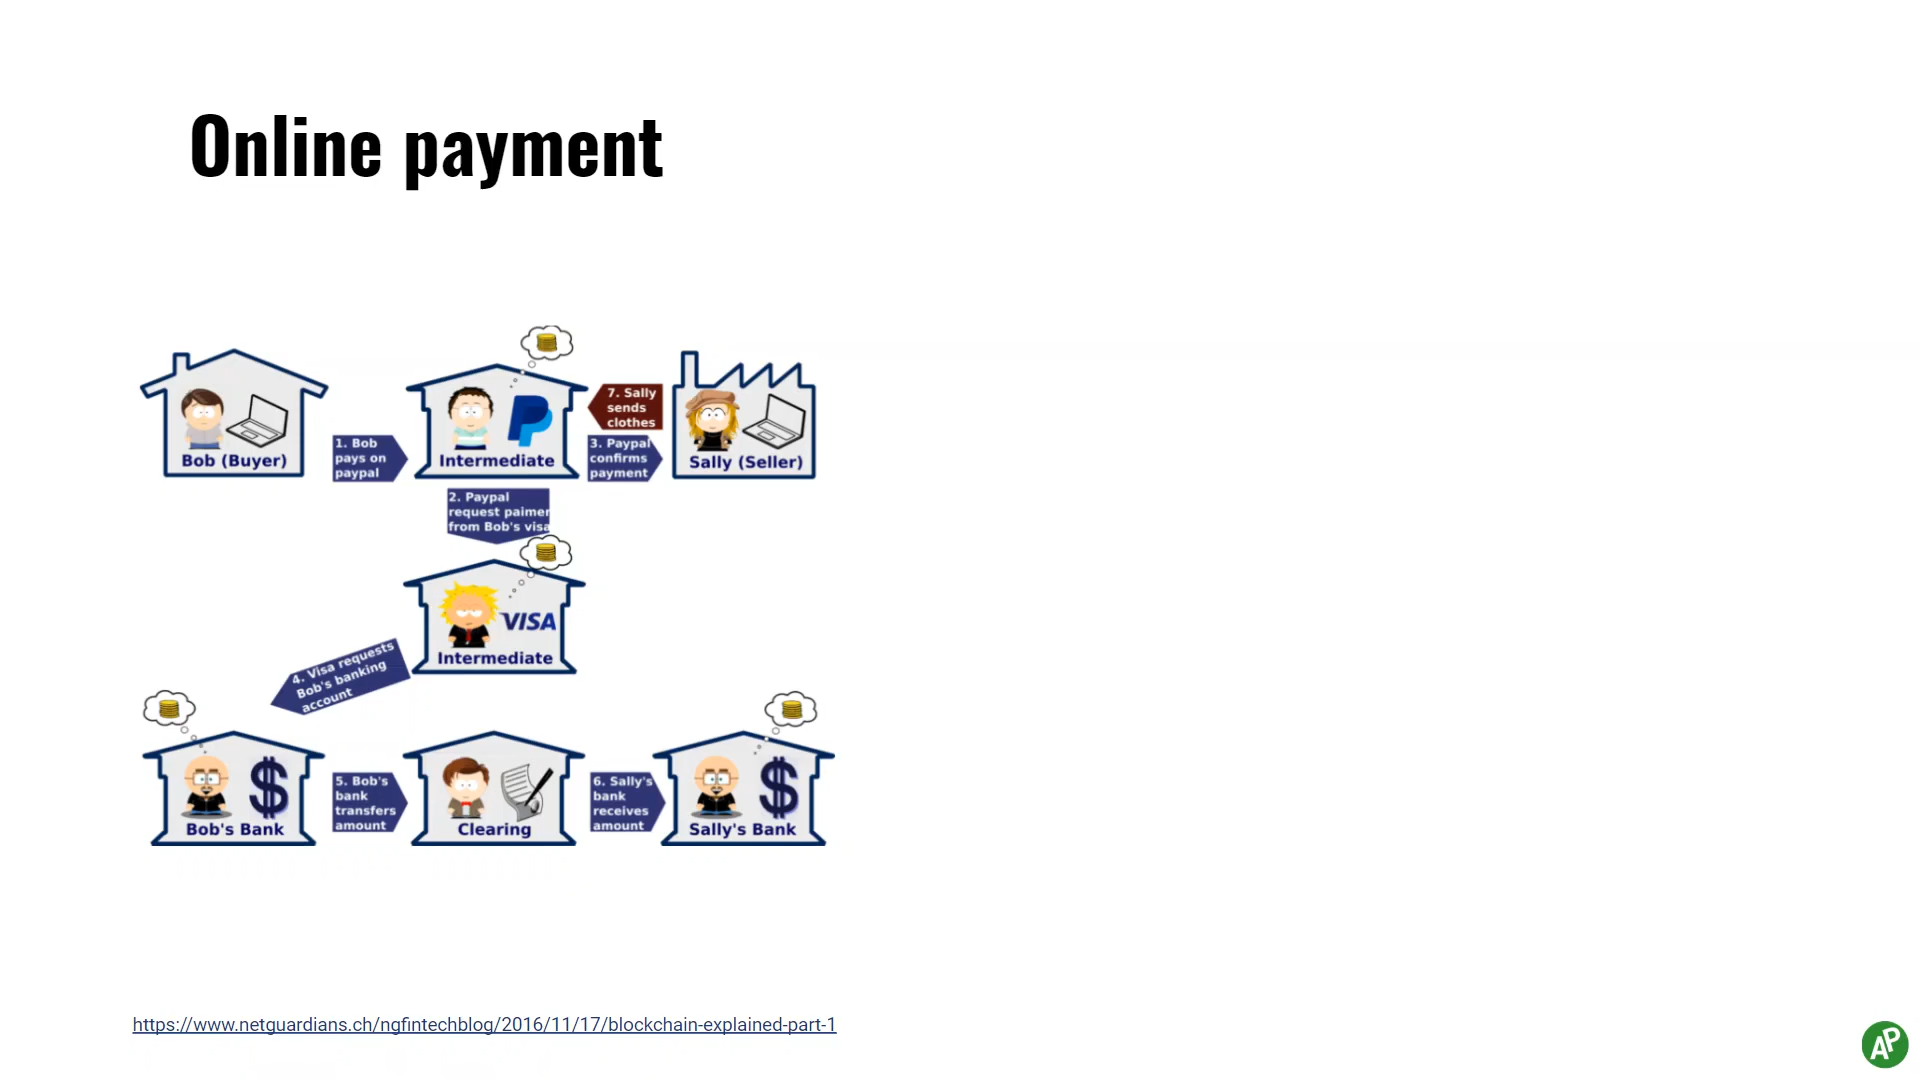 Online payment
Bob (Buyer)
1. Bob
pays on
paypal
Intermediate
7. Sally
sends
clothes
3. Paypal
confirms
payment
Sally (Seller)
2. Paypal
request paimen
from Bob's visa
VISA
Intermediate
4. Visa requests
Bob's banking
account
Bob's Bank
5. Bob's
bank
transfers
amount
Clearing
6. Sally's
bank
receives
amount
Sally's Bank
https://www.netguardians.ch/ngfintechblog/2016/11/17/blockchain-explained-part-1
AP